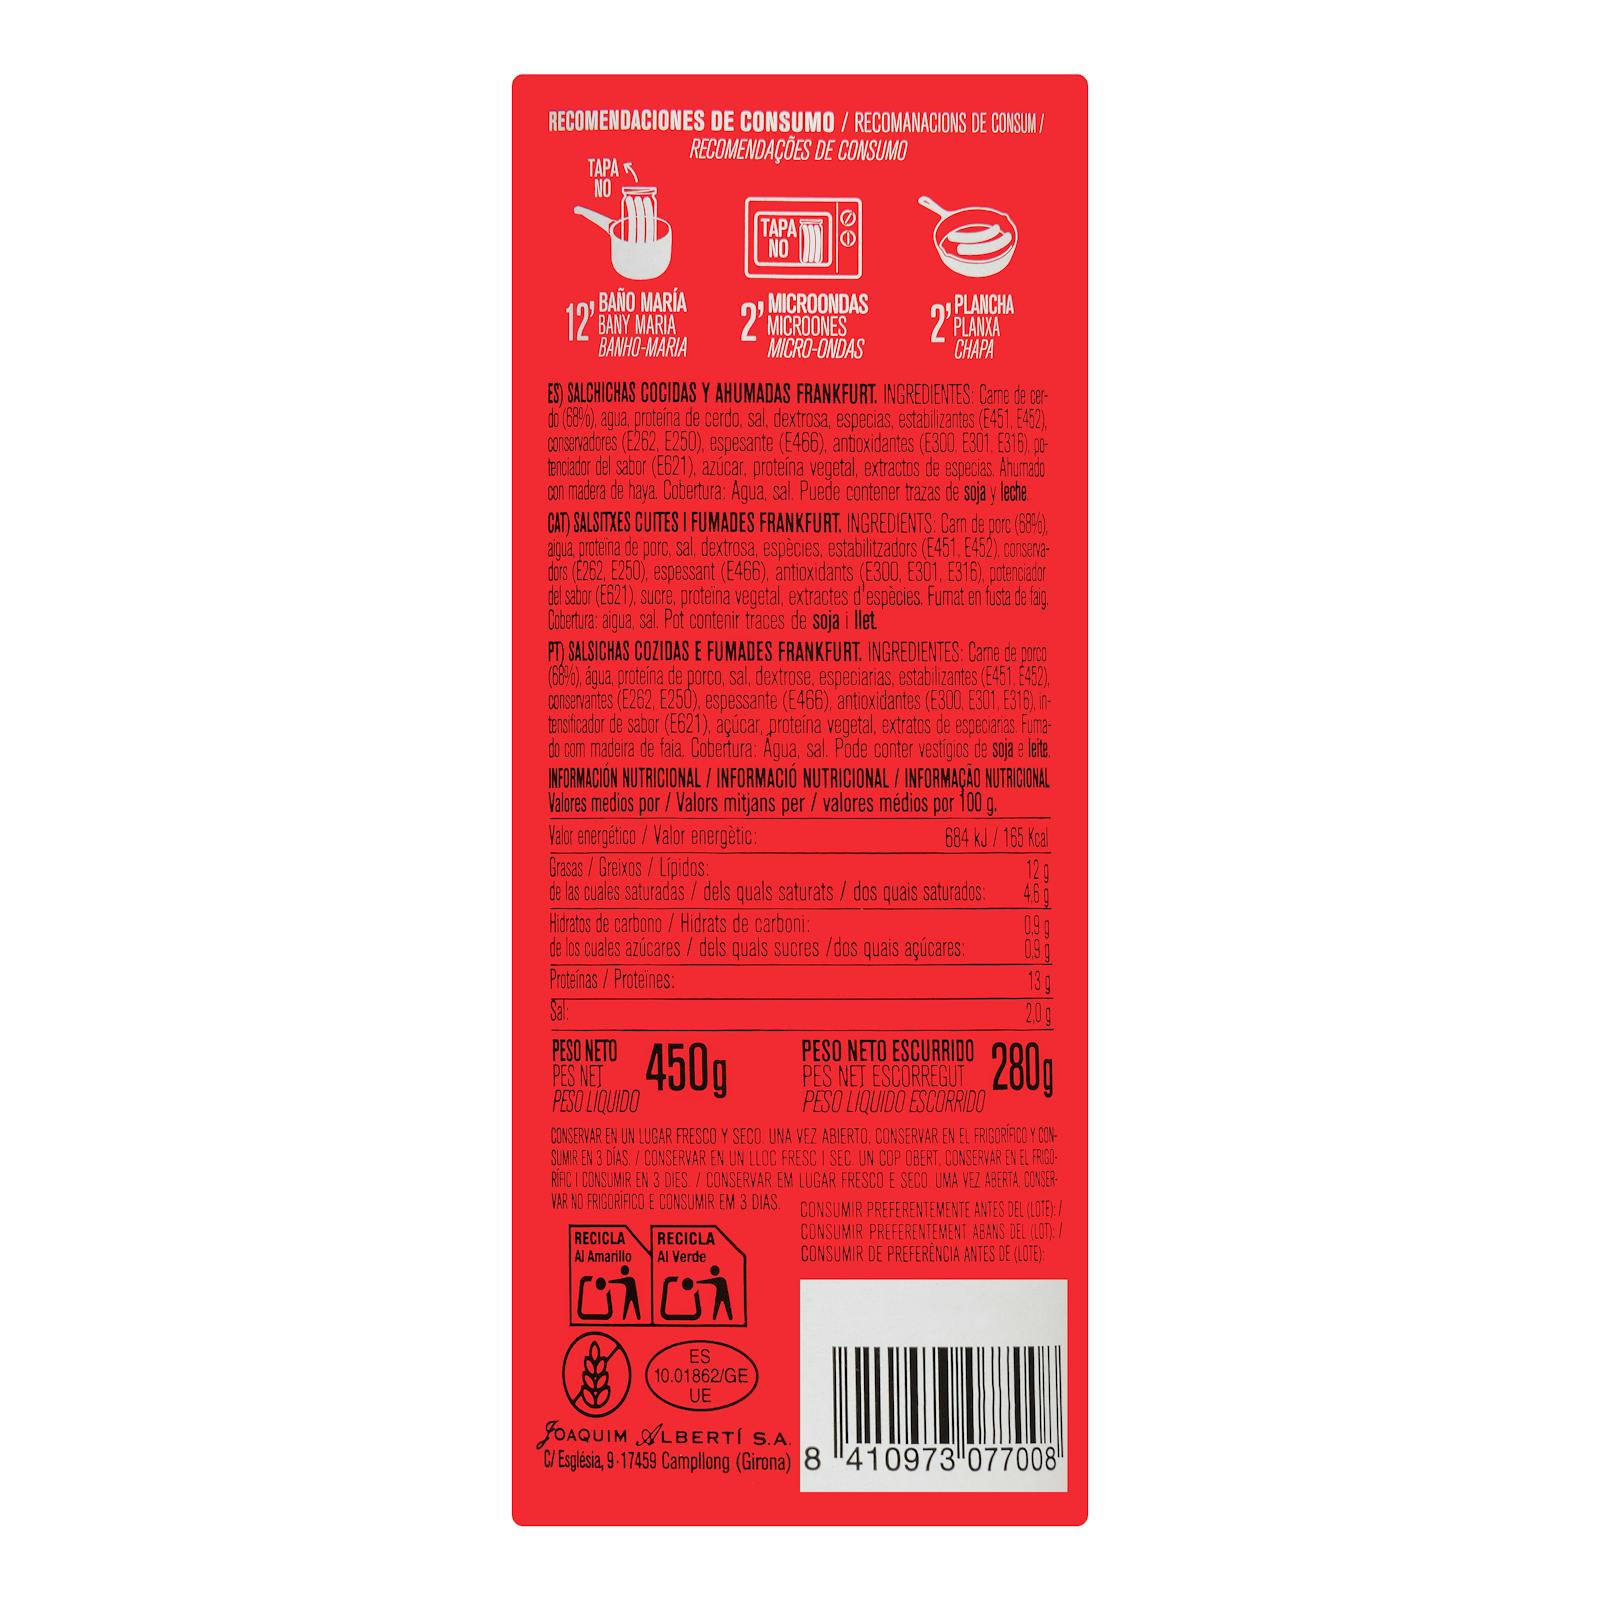 RECOMENDACIONES DE CONSUMO / RECOMANACIONS DE CONSUM /
RECOMENDAÇÕES DE CONSUMO
TAPA
NO
TAPA
NO
12' BAÑO MARÍA
BANY MARIA
BANHO-MARIA
2' MICROONDAS
MICROONES
MICRO-ONDAS
2' PLANCHA
PLANXA
CHAPA
ES) SALCHICHAS COCIDAS Y AHUMADAS FRANKFURT. INGREDIENTES: Carne de cer-
do (68%), agua, proteína de cerdo, sal, dextrosa, especias, estabilizantes (E451, E452),
conservadores (E262, E250), espesante (E466), antioxidantes (E300, E301, E316), po-
tenciador del sabor (E621), azúcar, proteína vegetal, extractos de especias. Ahumado
con madera de haya. Cobertura: Agua, sal. Puede contener trazas de soja y leche.
CAT) SALSITXES CUITES I FUMADES FRANKFURT. INGREDIENTS: Carn de porc (68%),
aigua, proteïna de porc, sal, dextrosa, espècies, estabilitzadors (E451, E452), conserva-
dors (E262, E250), espessant (E466), antioxidants (E300, E301, E316), potenciador
del sabor (E621), sucre, proteïna vegetal, extractes d'espècies. Fumat en fusta de faig.
Cobertura: aigua, sal. Pot contenir traces de soja i llet.
PT) SALSICHAS COZIDAS E FUMADES FRANKFURT. INGREDIENTES: Carne de porco
(68%), água, proteína de porco, sal, dextrose, especiarias, estabilizantes (E451, E452),
conservantes (E262, E250), espessante (E466), antioxidantes (E300, E301, E316), in-
tensificador de sabor (E621), açúcar, proteína vegetal, extratos de especiarias. Fuma-
do com madeira de faia. Cobertura: Água, sal. Pode conter vestígios de soja e leite.
INFORMACIÓN NUTRICIONAL / INFORMACIÓ NUTRICIONAL / INFORMAÇÃO NUTRICIONAL
Valores medios por / Valors mitjans per / valores médios por 100 g.
Valor energético / Valor energètic: 684 kJ / 165 Kcal
Grasas / Greixos / Lípidos: 12 g
de las cuales saturadas / dels quals saturats / dos quais saturados: 4,6 g
Hidratos de carbono / Hidrats de carboni: 0,9 g
de los cuales azúcares / dels quals sucres /dos quais açúcares: 0,9 g
Proteínas / Proteïnes: 13 g
Sal: 2,0 g
PESO NETO
PES NET
PESO LIQUIDO
450g
PESO NETO ESCURRIDO
PES NET ESCORREGUT
PESO LIQUIDO ESCORRIDO
280g
CONSERVAR EN UN LUGAR FRESCO Y SECO. UNA VEZ ABIERTO, CONSERVAR EN EL FRIGORÍFICO Y CON-
SUMIR EN 3 DÍAS. / CONSERVAR EN UN LLOC FRESC I SEC. UN COP OBERT, CONSERVAR EN EL FRIGO-
RÍFIC I CONSUMIR EN 3 DIES. / CONSERVAR EM LUGAR FRESCO E SECO. UMA VEZ ABERTA, CONSER-
VAR NO FRIGORÍFICO E CONSUMIR EM 3 DIAS.
CONSUMIR PREFERENTEMENTE ANTES DEL (LOTE): /
CONSUMIR PREFERENTEMENT ABANS DEL (LOT): /
CONSUMIR DE PREFERÊNCIA ANTES DE (LOTE):
RECICLA
Al Amarillo
RECICLA
Al Verde
ES
10.01862/GE
UE
JOAQUIM ALBERTÍ S.A.
C/ Església, 9 · 17459 Campllong (Girona)
8 410973 077008